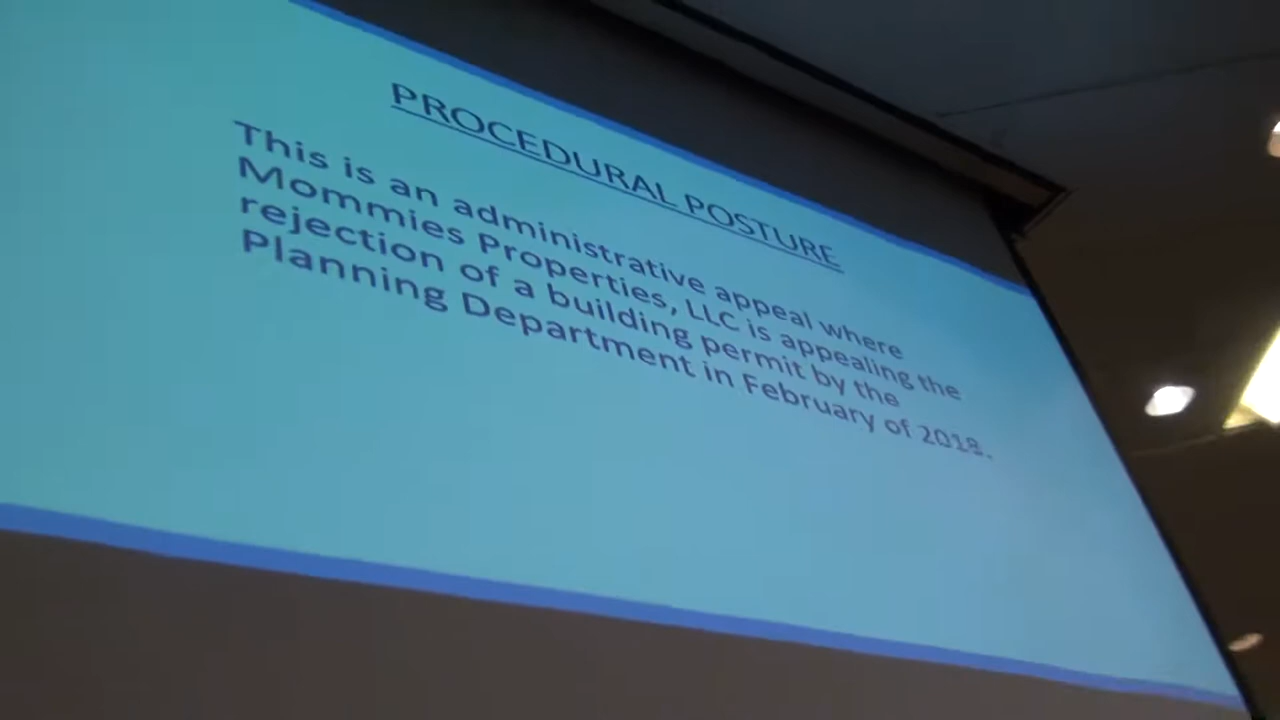 PROCEDURAL POSTURE
This is an administrative appeal where
Mommies Properties, LLC is appealing the
rejection of a building permit by the
Planning Department in February of 2018.